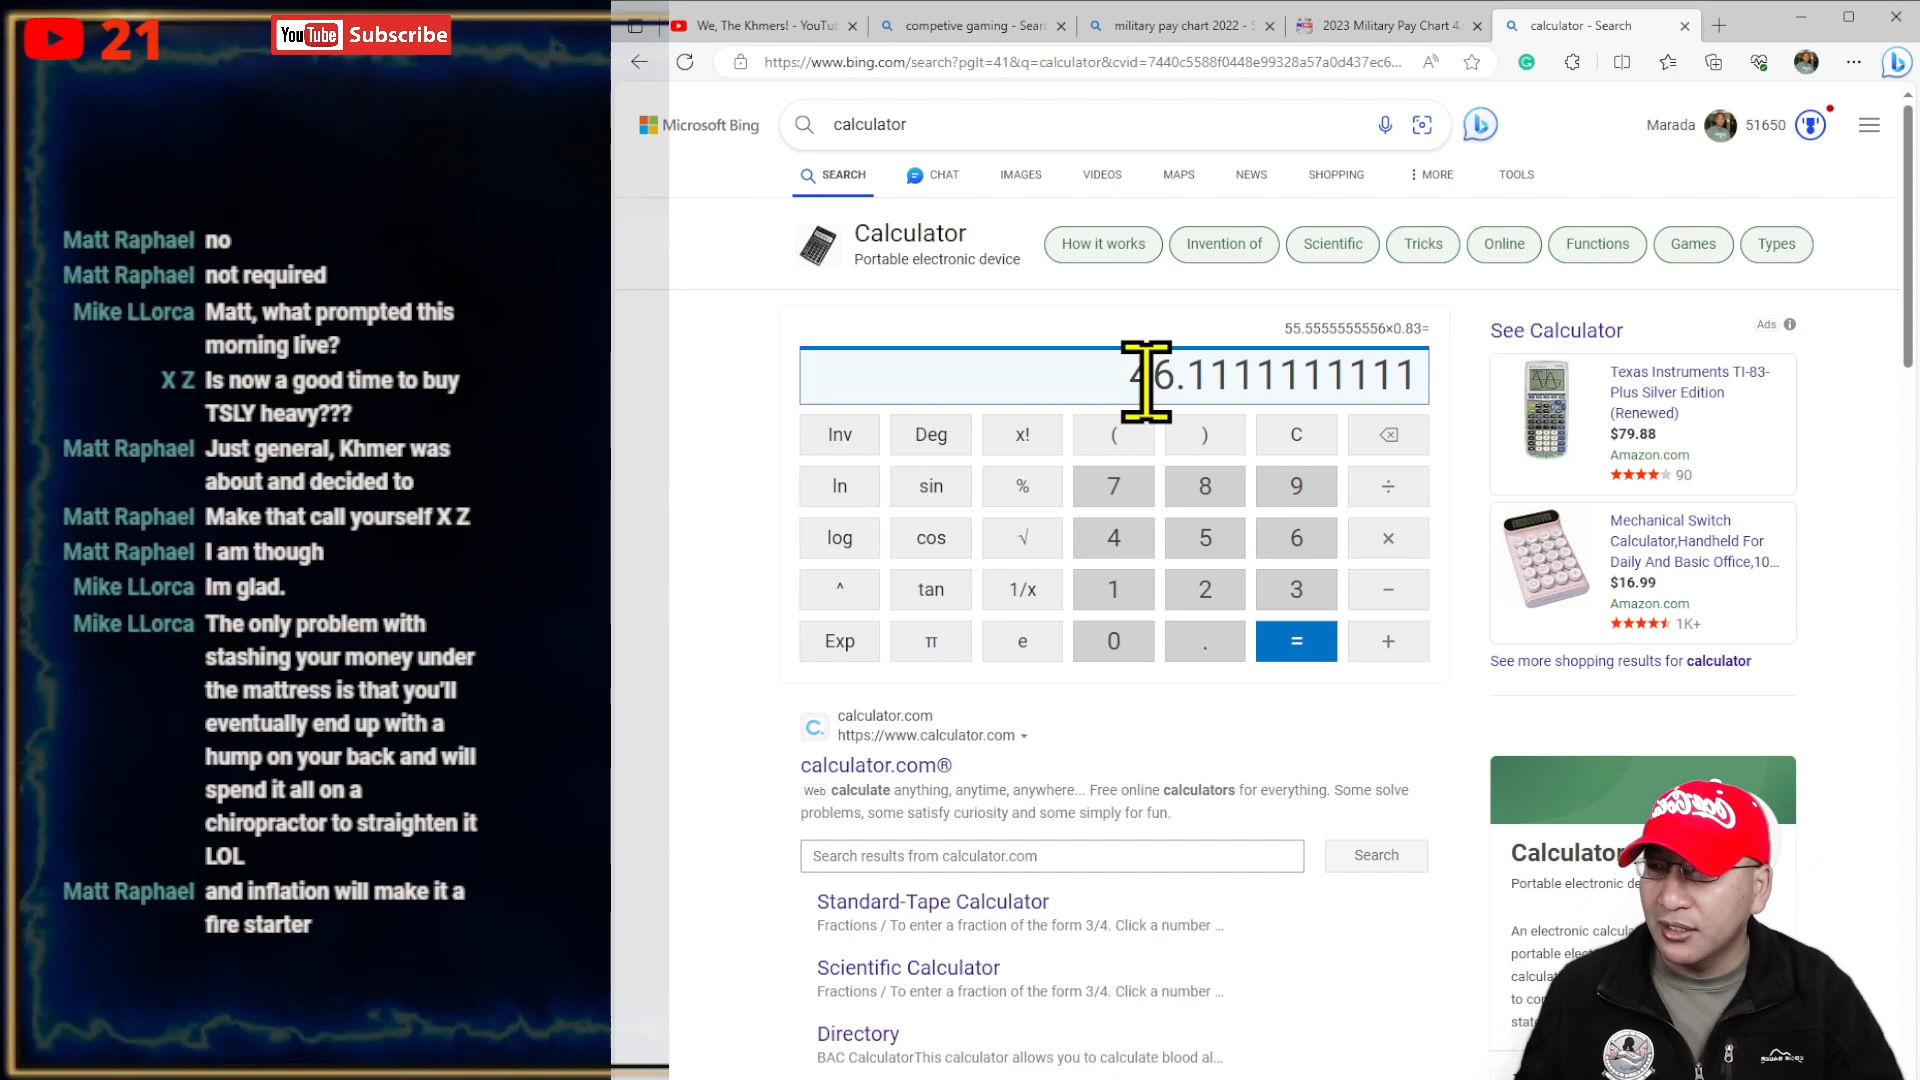 21
YouTube Subscribe
Matt Raphael no
Matt Raphael not required
Mike LLorca Matt, what prompted this
morning live?
X Z Is now a good time to buy
TSLY heavy???
Matt Raphael Just general, Khmer was
about and decided to
Matt Raphael Make that call yourself X Z
Matt Raphael I am though
Mike LLorca Im glad.
Mike LLorca The only problem with
stashing your money under
the mattress is that you'll
eventually end up with a
hump on your back and will
spend it all on a
chiropractor to straighten it
LOL
Matt Raphael and inflation will make it a
fire starter
We, The Khmers! - YouTu
competive gaming - Sear
military pay chart 2022 - S
2023 Military Pay Chart 4.
calculator - Search
https://www.bing.com/search?pglt=41&q=calculator&cvid=7440c5588f0448e99328a57a0d437ec6...
Microsoft Bing
calculator
Marada 51650
SEARCH CHAT IMAGES VIDEOS MAPS NEWS SHOPPING MORE TOOLS
Calculator
Portable electronic device
How it works Invention of Scientific Tricks Online Functions Games Types
55.5555555556×0.83=
46.1111111111
Inv Deg x! ( ) C
ln sin % 7 8 9 ÷
log cos √ 4 5 6 ×
^ tan 1/x 1 2 3 −
Exp π e 0 . = +
See Calculator Ads
Texas Instruments TI-83-
Plus Silver Edition
(Renewed)
$79.88
Amazon.com
90
Mechanical Switch
Calculator,Handheld For
Daily And Basic Office,10...
$16.99
Amazon.com
1K+
See more shopping results for calculator
C. calculator.com
https://www.calculator.com
calculator.com®
Web calculate anything, anytime, anywhere... Free online calculators for everything. Some solve
problems, some satisfy curiosity and some simply for fun.
Search results from calculator.com Search
Standard-Tape Calculator
Fractions / To enter a fraction of the form 3/4. Click a number ...
Scientific Calculator
Fractions / To enter a fraction of the form 3/4. Click a number ...
Directory
BAC CalculatorThis calculator allows you to calculate blood al...
Calculator
Portable electronic de
An electronic calcula
portable elec
calcula
to co
stat
Coca-Cola